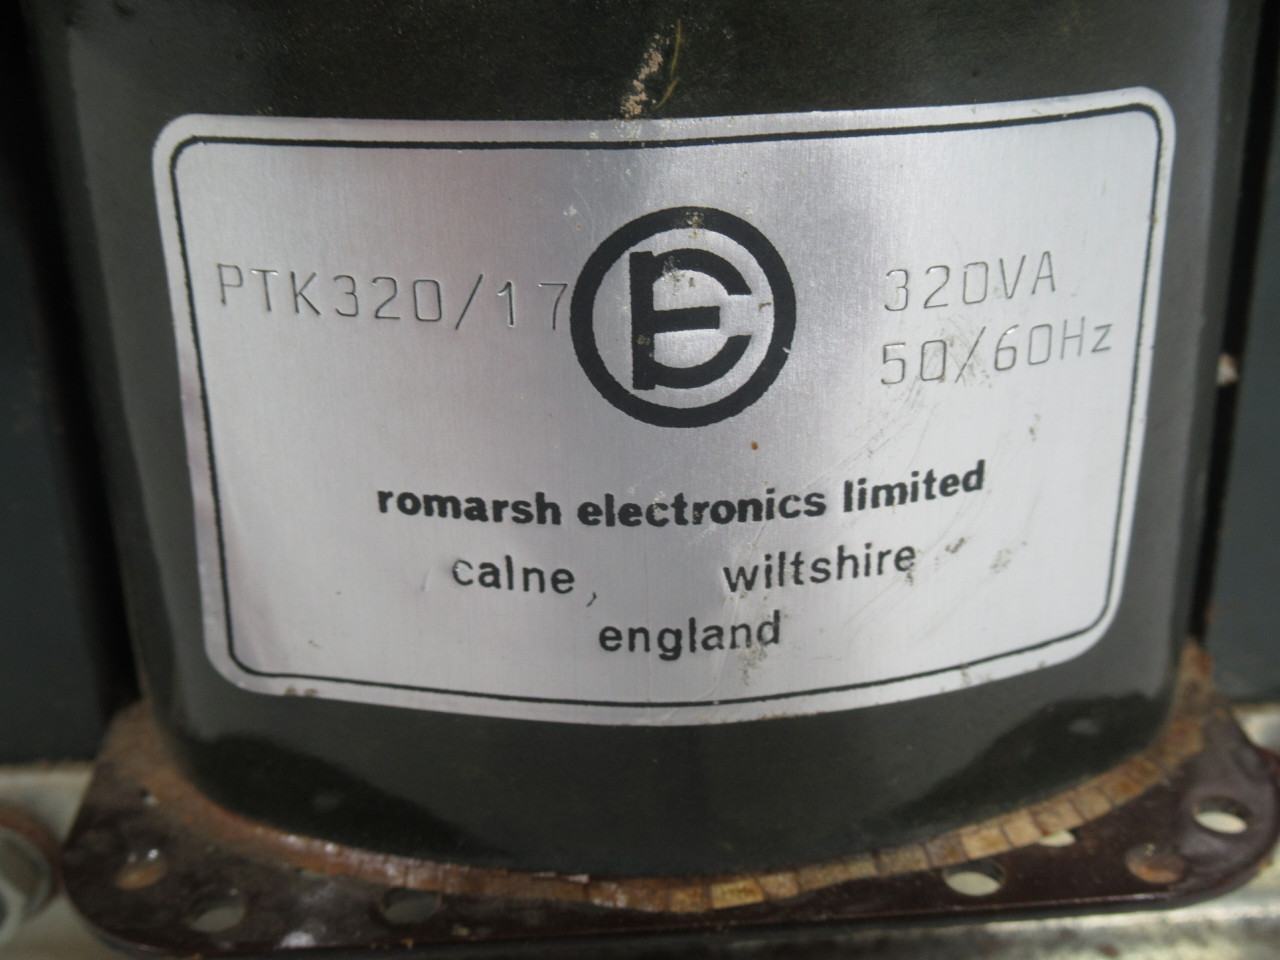 PTK320/17
320VA
50/60Hz
romarsh electronics limited
calne, wiltshire
england